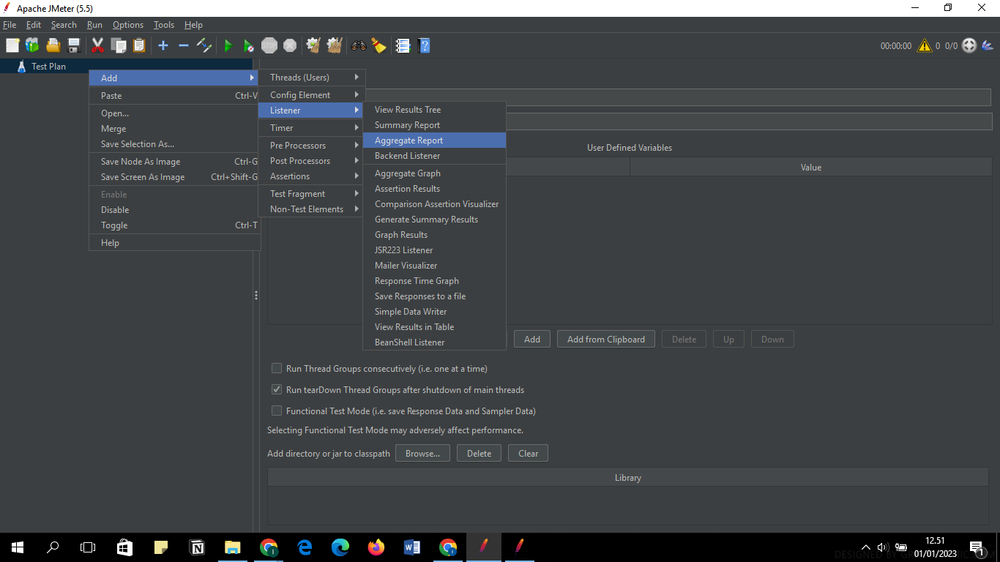 Apache JMeter (5.5)
File Edit Search Run Options Tools Help
STOP
00:00:00 0 0/0
Test Plan
Add
Paste Ctrl-V
Open...
Merge
Save Selection As...
Save Node As Image Ctrl-G
Save Screen As Image Ctrl+Shift-G
Enable
Disable
Toggle Ctrl-T
Help
Threads (Users)
Config Element
Listener
Timer
Pre Processors
Post Processors
Assertions
Test Fragment
Non-Test Elements
View Results Tree
Summary Report
Aggregate Report
Backend Listener
Aggregate Graph
Assertion Results
Comparison Assertion Visualizer
Generate Summary Results
Graph Results
JSR223 Listener
Mailer Visualizer
Response Time Graph
Save Responses to a file
Simple Data Writer
View Results in Table
BeanShell Listener
User Defined Variables
Value
Add Add from Clipboard Delete Up Down
Run Thread Groups consecutively (i.e. one at a time)
Run tearDown Thread Groups after shutdown of main threads
Functional Test Mode (i.e. save Response Data and Sampler Data)
Selecting Functional Test Mode may adversely affect performance.
Add directory or jar to classpath Browse... Delete Clear
Library
12.51
01/01/2023
1